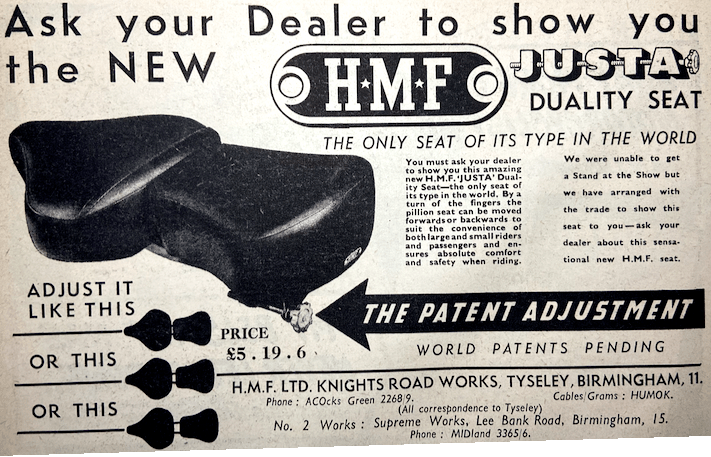 Ask your Dealer to show you
the NEW
H·M·F
JUSTA
DUALITY SEAT
THE ONLY SEAT OF ITS TYPE IN THE WORLD
You must ask your dealer
to show you this amazing
new H.M.F. 'JUSTA' Dual-
ity Seat—the only seat of
its type in the world. By a
turn of the fingers the
pillion seat can be moved
forwards or backwards to
suit the convenience of
both large and small riders
and passengers and en-
sures absolute comfort
and safety when riding.
We were unable to get
a Stand at the Show but
we have arranged with
the trade to show this
seat to you—ask your
dealer about this sensa-
tional new H.M.F. seat.
HMF
ADJUST IT
LIKE THIS
OR THIS
OR THIS
THE PATENT ADJUSTMENT
WORLD PATENTS PENDING
PRICE
£5.19.6
H.M.F. LTD. KNIGHTS ROAD WORKS, TYSELEY, BIRMINGHAM, 11.
Phone: ACOcks Green 2268/9. Cables/Grams: HUMOK.
(All correspondence to Tyseley)
No. 2 Works: Supreme Works, Lee Bank Road, Birmingham, 15.
Phone: MIDland 3365/6.